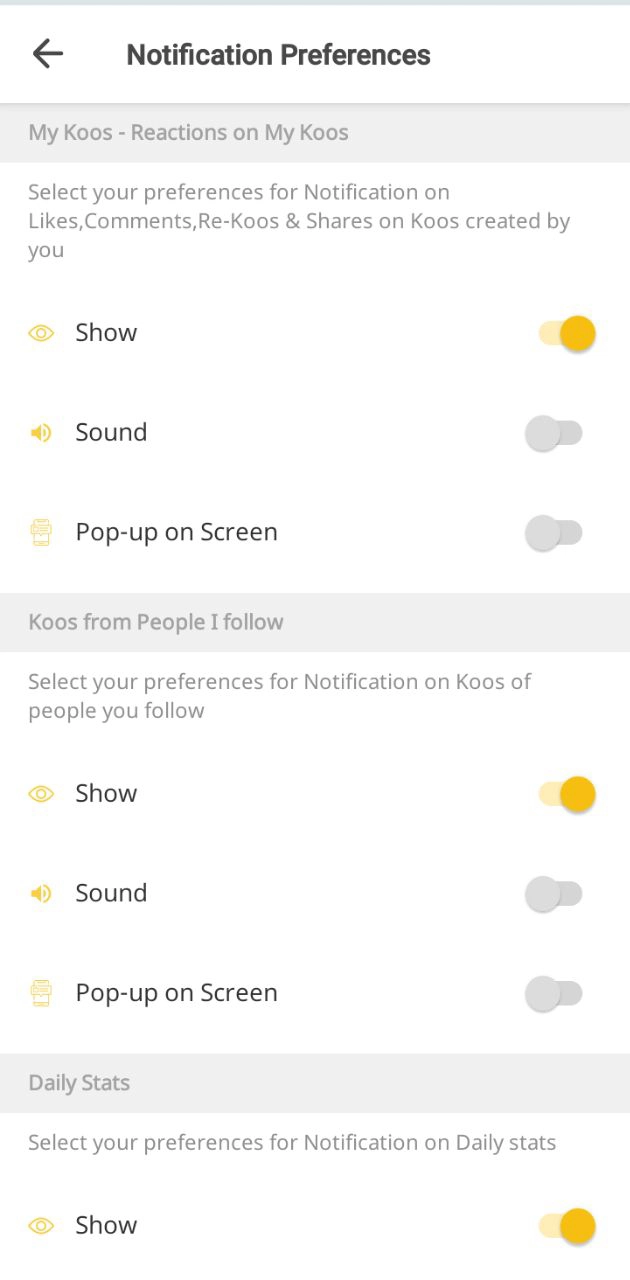 Notification Preferences
My Koos - Reactions on My Koos
Select your preferences for Notification on
Likes,Comments,Re-Koos & Shares on Koos created by
you
Show
Sound
Pop-up on Screen
Koos from People I follow
Select your preferences for Notification on Koos of
people you follow
Show
Sound
Pop-up on Screen
Daily Stats
Select your preferences for Notification on Daily stats
Show